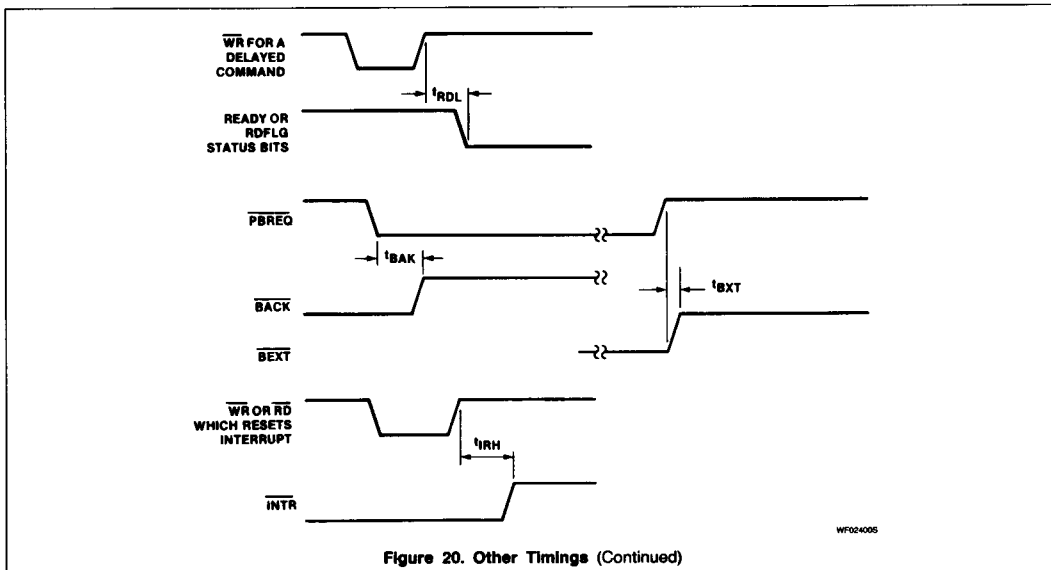 WR FOR A
DELAYED
COMMAND
tRDL
READY OR
RDFLG
STATUS BITS
PBREQ
tBAK
BACK
tBXT
BEXT
WR OR RD
WHICH RESETS
INTERRUPT
tIRH
INTR
WF02400S
Figure 20. Other Timings (Continued)